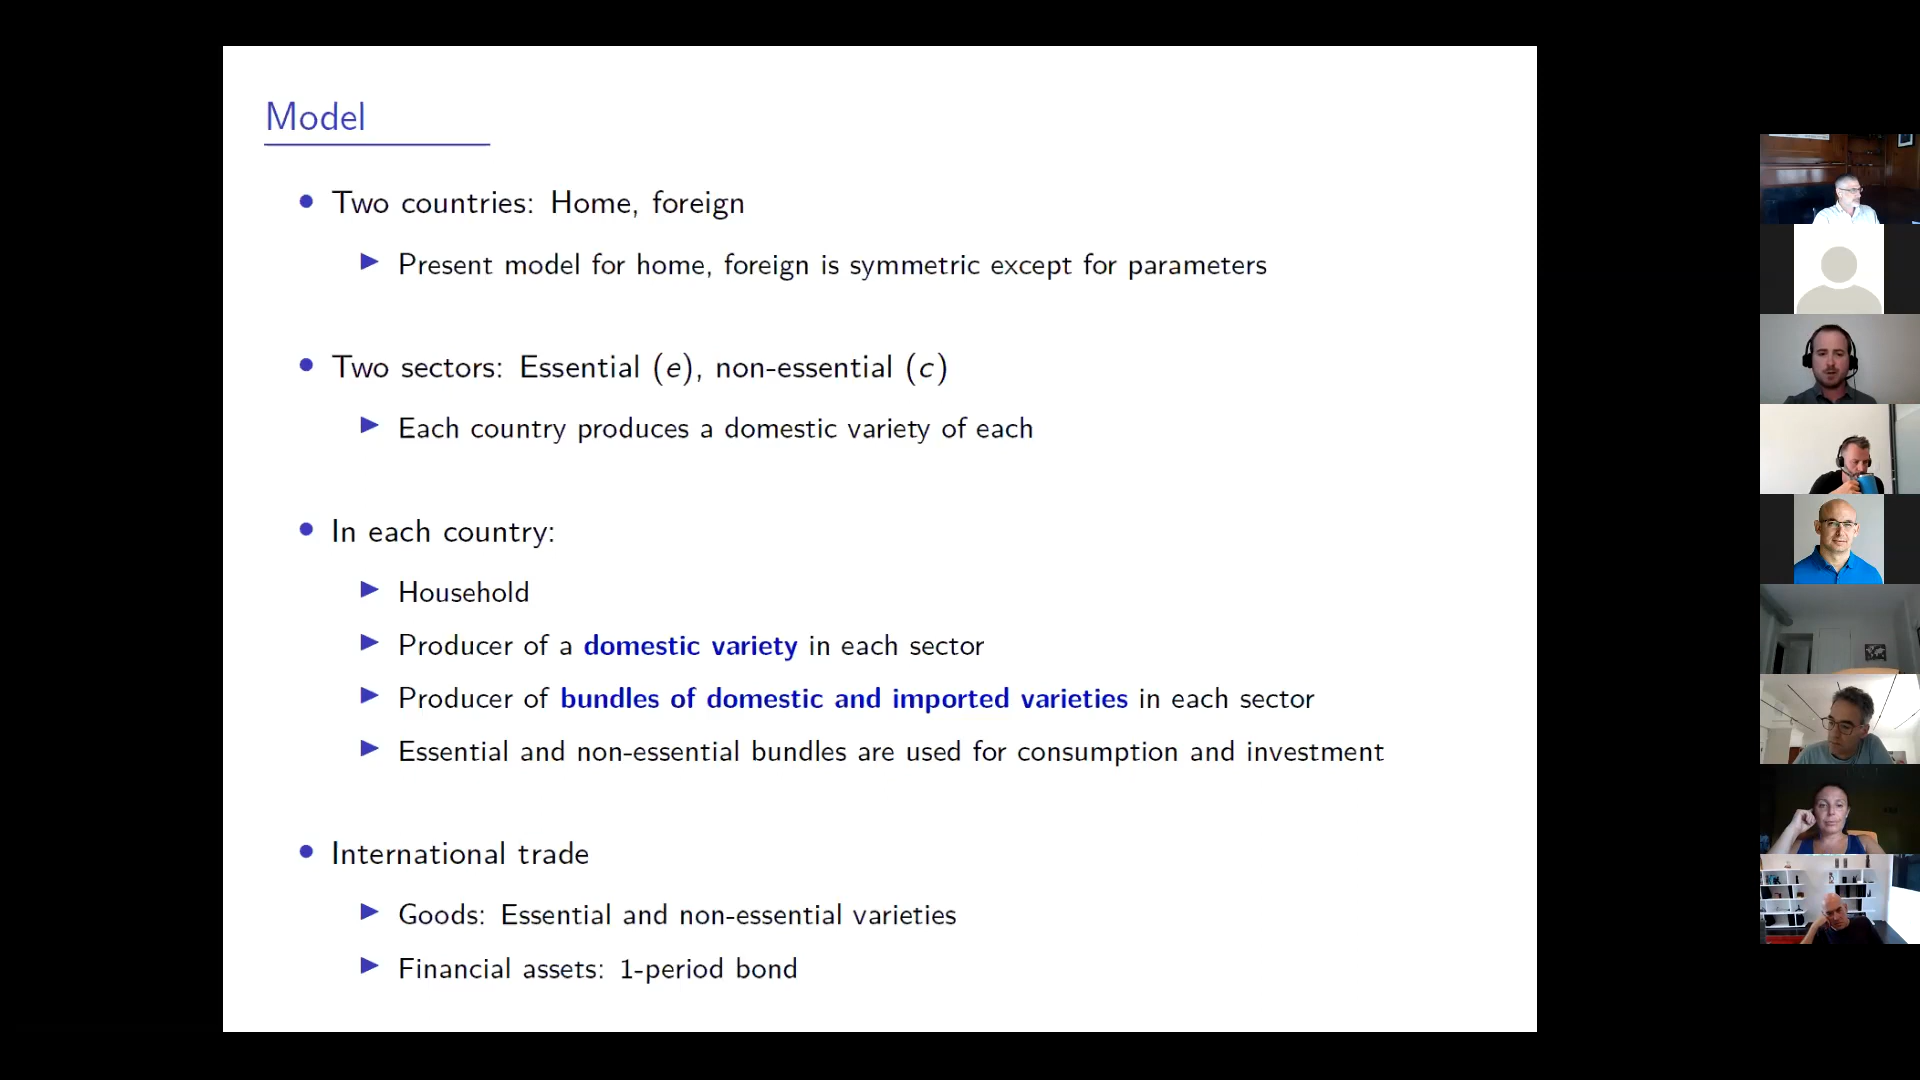 Model
• Two countries: Home, foreign
▶ Present model for home, foreign is symmetric except for parameters
• Two sectors: Essential (e), non-essential (c)
▶ Each country produces a domestic variety of each
• In each country:
▶ Household
▶ Producer of a domestic variety in each sector
▶ Producer of bundles of domestic and imported varieties in each sector
▶ Essential and non-essential bundles are used for consumption and investment
• International trade
▶ Goods: Essential and non-essential varieties
▶ Financial assets: 1-period bond